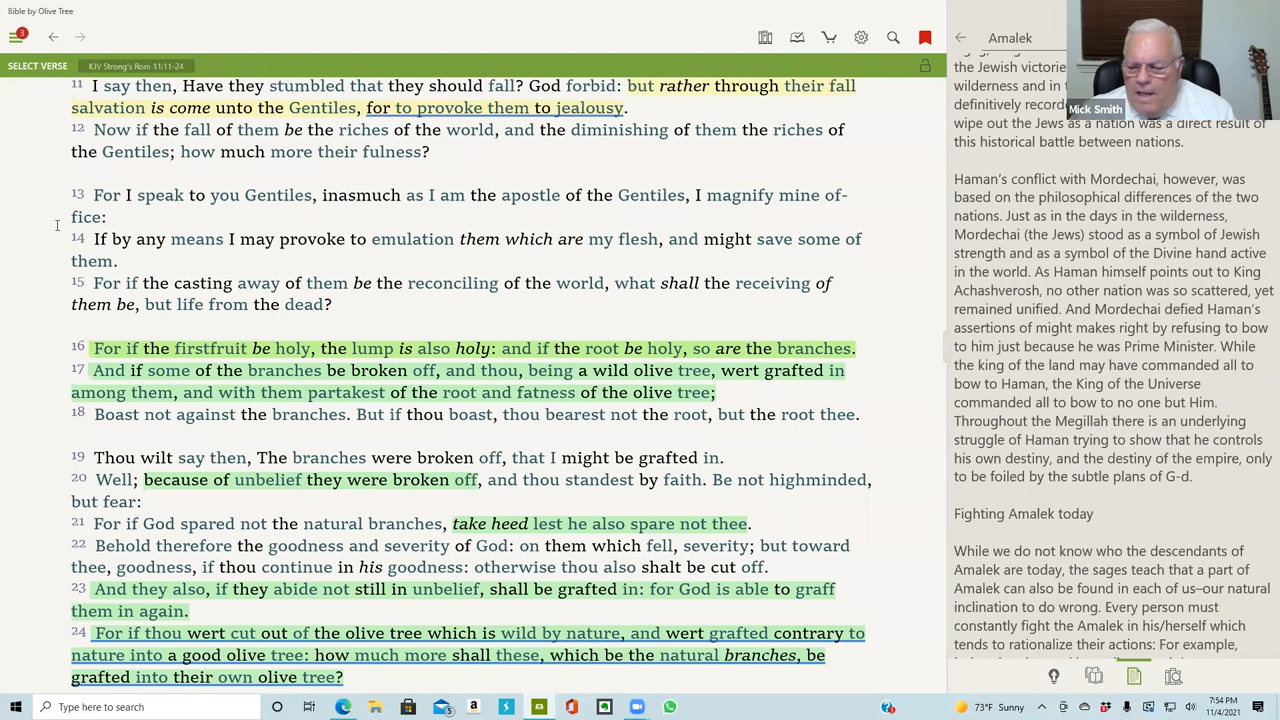 Bible by Olive Tree
3
SELECT VERSE
KJV Strong's Rom 11:11-24
11 I say then, Have they stumbled that they should fall? God forbid: but rather through their fall
salvation is come unto the Gentiles, for to provoke them to jealousy.
12 Now if the fall of them be the riches of the world, and the diminishing of them the riches of
the Gentiles; how much more their fulness?
13 For I speak to you Gentiles, inasmuch as I am the apostle of the Gentiles, I magnify mine of-
fice:
14 If by any means I may provoke to emulation them which are my flesh, and might save some of
them.
15 For if the casting away of them be the reconciling of the world, what shall the receiving of
them be, but life from the dead?
16 For if the firstfruit be holy, the lump is also holy: and if the root be holy, so are the branches.
17 And if some of the branches be broken off, and thou, being a wild olive tree, wert grafted in
among them, and with them partakest of the root and fatness of the olive tree;
18 Boast not against the branches. But if thou boast, thou bearest not the root, but the root thee.
19 Thou wilt say then, The branches were broken off, that I might be grafted in.
20 Well; because of unbelief they were broken off, and thou standest by faith. Be not highminded,
but fear:
21 For if God spared not the natural branches, take heed lest he also spare not thee.
22 Behold therefore the goodness and severity of God: on them which fell, severity; but toward
thee, goodness, if thou continue in his goodness: otherwise thou also shalt be cut off.
23 And they also, if they abide not still in unbelief, shall be grafted in: for God is able to graff
them in again.
24 For if thou wert cut out of the olive tree which is wild by nature, and wert grafted contrary to
nature into a good olive tree: how much more shall these, which be the natural branches, be
grafted into their own olive tree?
Amalek
the Jewish victorie
wilderness and in t
definitively record
wipe out the Jews as a nation was a direct result of
this historical battle between nations.
Haman's conflict with Mordechai, however, was
based on the philosophical differences of the two
nations. Just as in the days in the wilderness,
Mordechai (the Jews) stood as a symbol of Jewish
strength and as a symbol of the Divine hand active
in the world. As Haman himself points out to King
Achashverosh, no other nation was so scattered, yet
remained unified. And Mordechai defied Haman's
assertions of might makes right by refusing to bow
to him just because he was Prime Minister. While
the king of the land may have commanded all to
bow to Haman, the King of the Universe
commanded all to bow to no one but Him.
Throughout the Megillah there is an underlying
struggle of Haman trying to show that he controls
his own destiny, and the destiny of the empire, only
to be foiled by the subtle plans of G-d.
Fighting Amalek today
While we do not know who the descendants of
Amalek are today, the sages teach that a part of
Amalek can also be found in each of us–our natural
inclination to do wrong. Every person must
constantly fight the Amalek in his/herself which
tends to rationalize their actions: For example,
Mick Smith
Type here to search
73°F Sunny
7:54 PM
11/4/2021